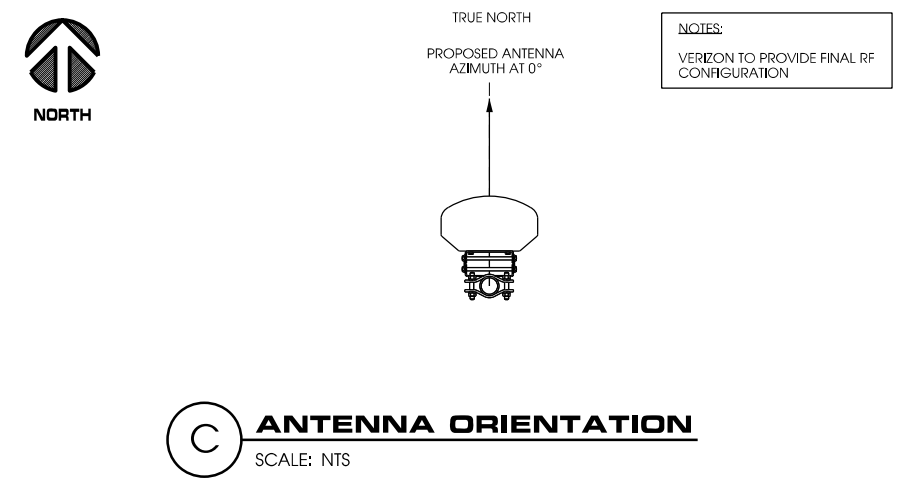 NORTH
TRUE NORTH
PROPOSED ANTENNA
AZIMUTH AT 0°
NOTES:
VERIZON TO PROVIDE FINAL RF
CONFIGURATION
C
ANTENNA ORIENTATION
SCALE: NTS